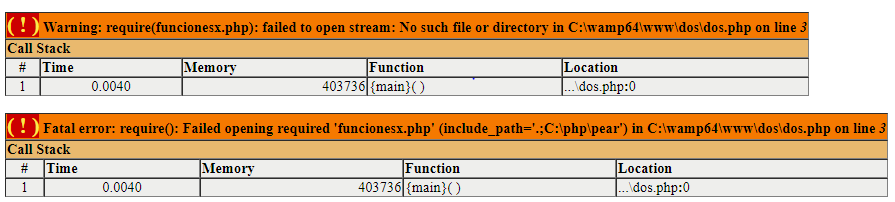 ( ! ) Warning: require(funcionesx.php): failed to open stream: No such file or directory in C:\wamp64\www\dos\dos.php on line 3
Call Stack
# Time Memory Function Location
1 0.0040 403736 {main}( ) ...\dos.php:0
( ! ) Fatal error: require(): Failed opening required 'funcionesx.php' (include_path='.;C:\php\pear') in C:\wamp64\www\dos\dos.php on line 3
Call Stack
# Time Memory Function Location
1 0.0040 403736 {main}( ) ...\dos.php:0